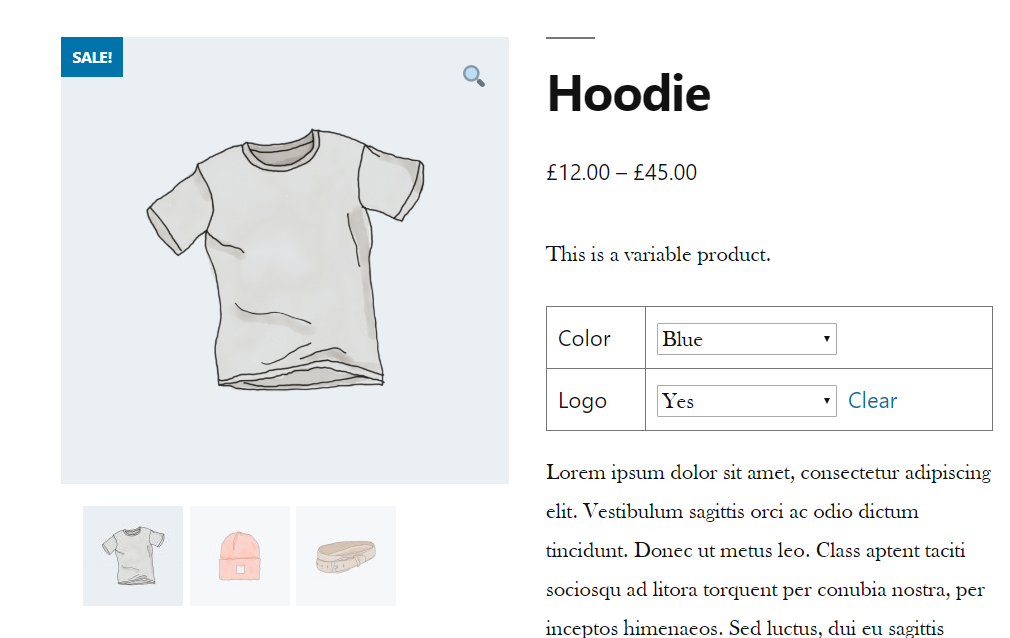 SALE!
Hoodie
£12.00 – £45.00
This is a variable product.
Color Blue
Logo Yes Clear
Lorem ipsum dolor sit amet, consectetur adipiscing
elit. Vestibulum sagittis orci ac odio dictum
tincidunt. Donec ut metus leo. Class aptent taciti
sociosqu ad litora torquent per conubia nostra, per
inceptos himenaeos. Sed luctus, dui eu sagittis